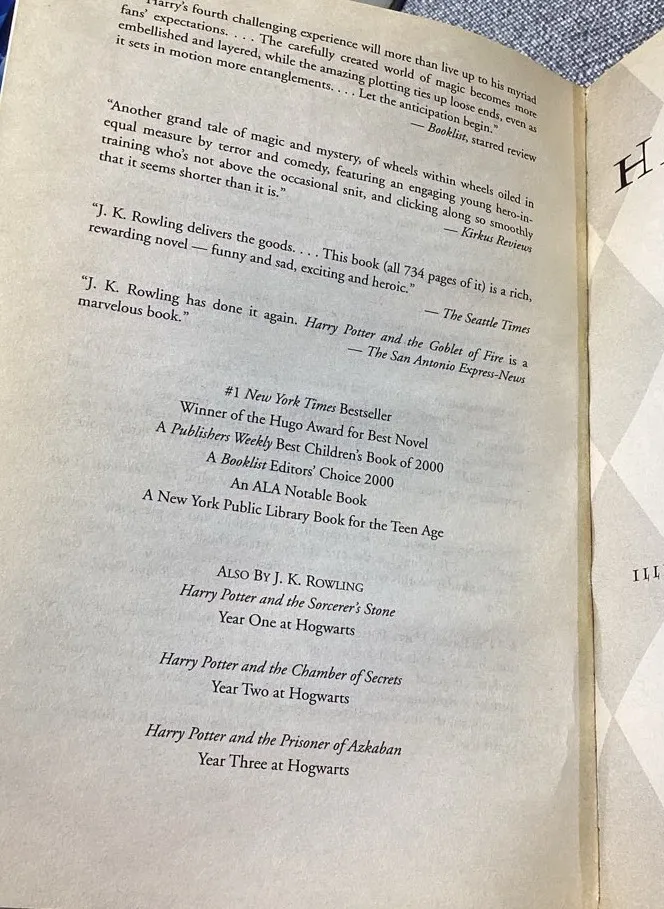 Harry's fourth challenging experience will more than live up to his myriad
fans' expectations. . . . The carefully created world of magic becomes more
embellished and layered, while the amazing plotting ties up loose ends, even as
it sets in motion more entanglements. . . . Let the anticipation begin."
— Booklist, starred review
"Another grand tale of magic and mystery, of wheels within wheels oiled in
equal measure by terror and comedy, featuring an engaging young hero-in-
training who's not above the occasional snit, and clicking along so smoothly
that it seems shorter than it is."
— Kirkus Reviews
"J. K. Rowling delivers the goods. . . . This book (all 734 pages of it) is a rich,
rewarding novel — funny and sad, exciting and heroic."
— The Seattle Times
"J. K. Rowling has done it again. Harry Potter and the Goblet of Fire is a
marvelous book."
— The San Antonio Express-News
#1 New York Times Bestseller
Winner of the Hugo Award for Best Novel
A Publishers Weekly Best Children's Book of 2000
A Booklist Editors' Choice 2000
An ALA Notable Book
A New York Public Library Book for the Teen Age
ALSO BY J. K. ROWLING
Harry Potter and the Sorcerer's Stone
Year One at Hogwarts
Harry Potter and the Chamber of Secrets
Year Two at Hogwarts
Harry Potter and the Prisoner of Azkaban
Year Three at Hogwarts
H
ILL